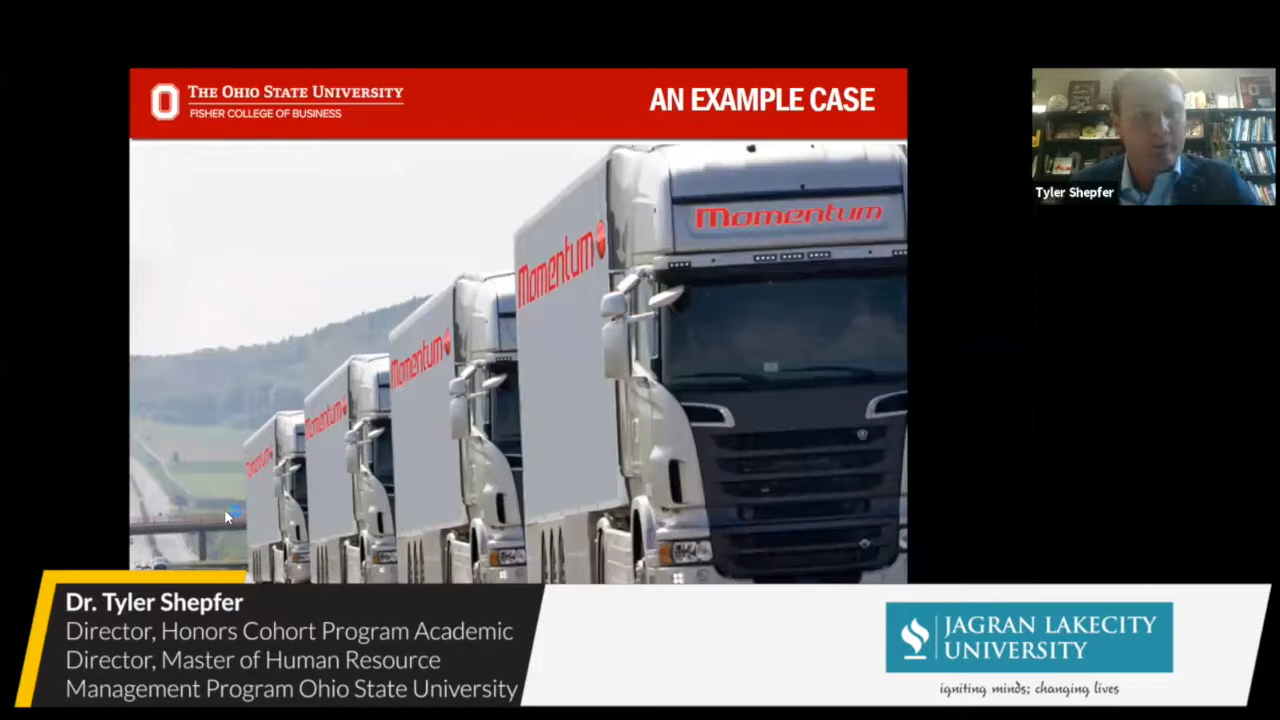 THE OHIO STATE UNIVERSITY
FISHER COLLEGE OF BUSINESS
AN EXAMPLE CASE
Momentum
Momentum
Momentum
Momentum
Momentum
Tyler Shepfer
Dr. Tyler Shepfer
Director, Honors Cohort Program Academic
Director, Master of Human Resource
Management Program Ohio State University
JAGRAN LAKECITY
UNIVERSITY
igniting minds; changing lives